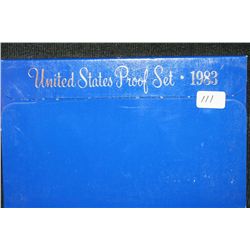 United States Proof Set · 1983
111